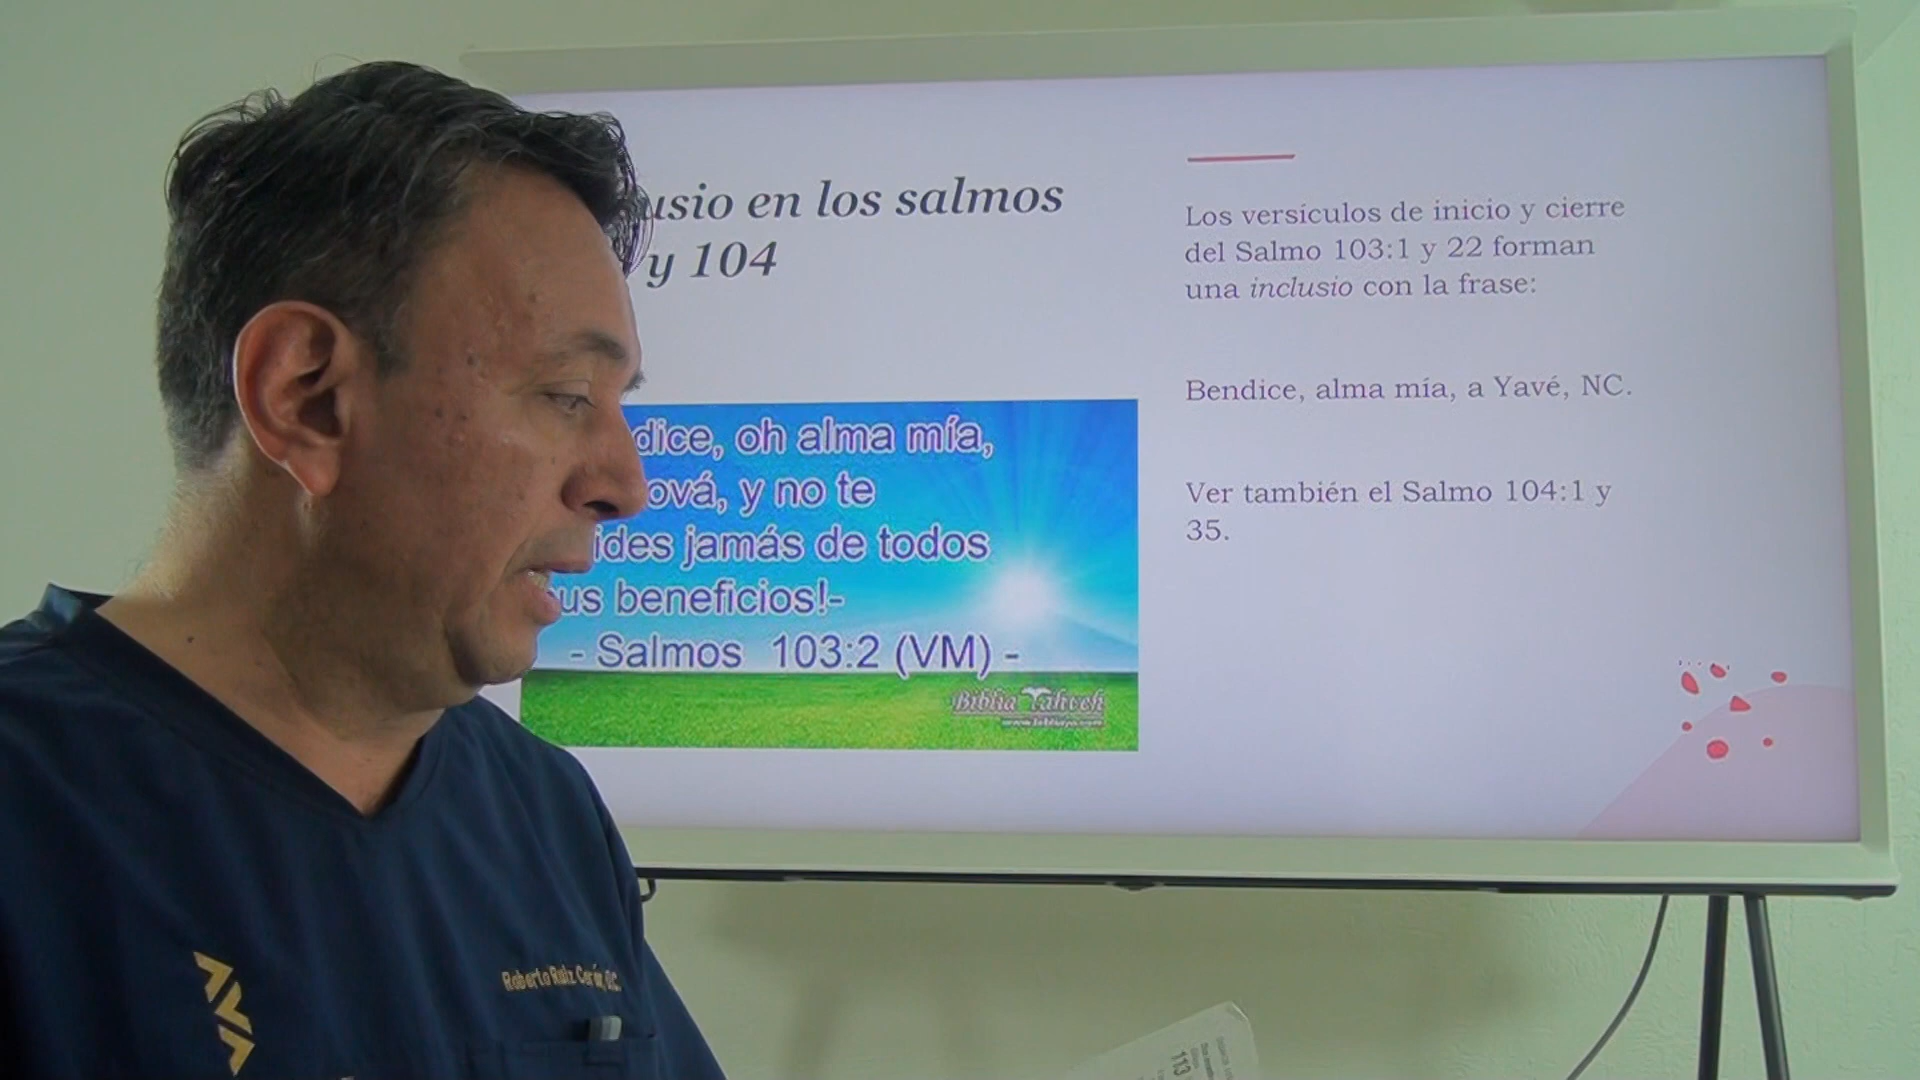 usio en los salmos
y 104
Los versículos de inicio y cierre
del Salmo 103:1 y 22 forman
una inclusio con la frase:
Bendice, alma mía, a Yavé, NC.
Ver también el Salmo 104:1 y
35.
dice, oh alma mía,
ová, y no te
ides jamás de todos
us beneficios!-
- Salmos 103:2 (VM) -
Biblia
Roberto Ruiz
113